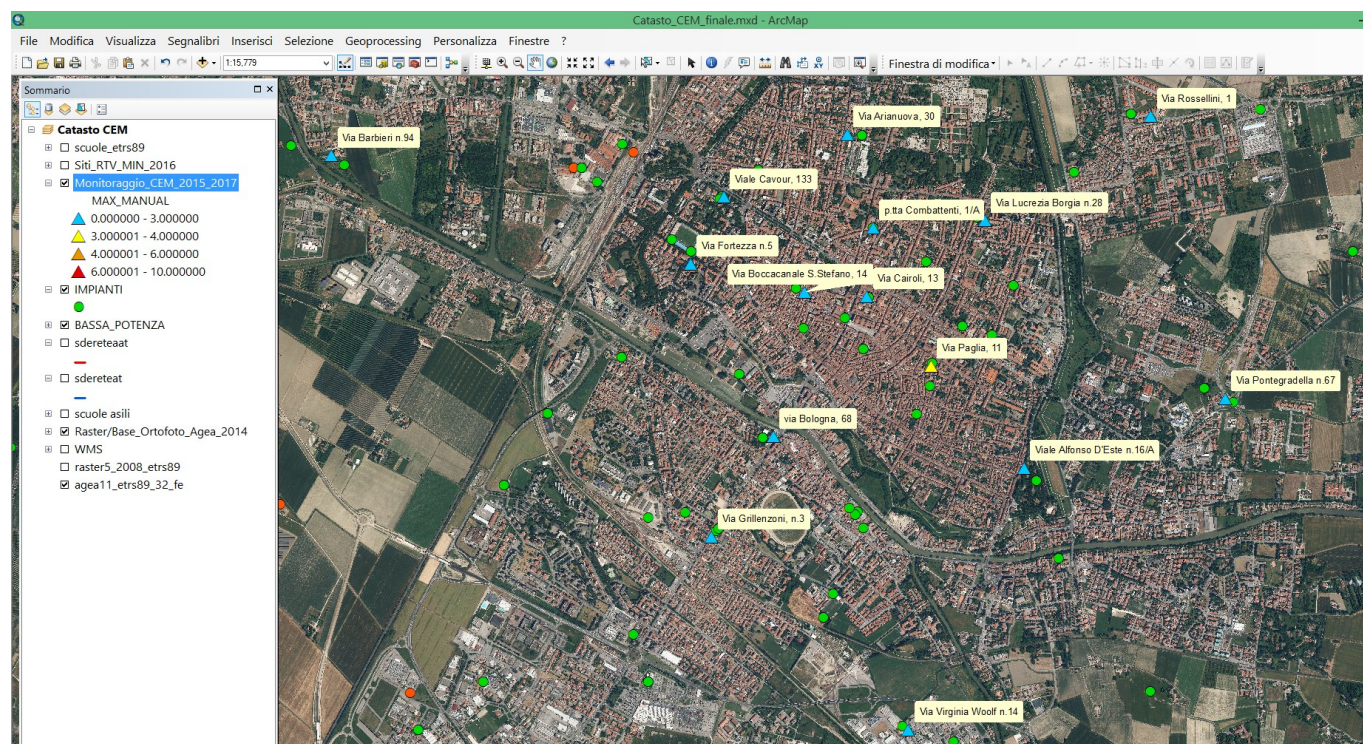 Catasto_CEM_finale.mxd - ArcMap
File Modifica Visualizza Segnalibri Inserisci Selezione Geoprocessing Personalizza Finestre ?
1:15,779
Finestra di modifica
Sommario
Catasto CEM
scuole_etrs89
Siti_RTV_MIN_2016
Monitoraggio_CEM_2015_2017
MAX_MANUAL
0.000000 - 3.000000
3.000001 - 4.000000
4.000001 - 6.000000
6.000001 - 10.000000
IMPIANTI
BASSA_POTENZA
sdereteaat
sdereteat
scuole asili
Raster/Base_Ortofoto_Agea_2014
WMS
raster5_2008_etrs89
agea11_etrs89_32_fe
Via Rossellini, 1
Via Arianuova, 30
Via Barbieri n.94
Viale Cavour, 133
Via Lucrezia Borgia n.28
p.tta Combattenti, 1/A
Via Fortezza n.5
Via Boccacanale S.Stefano, 14
Via Cairoli, 13
Via Paglia, 11
Via Pontegradella n.67
via Bologna, 68
Viale Alfonso D'Este n.16/A
Via Grillenzoni, n.3
Via Virginia Woolf n.14